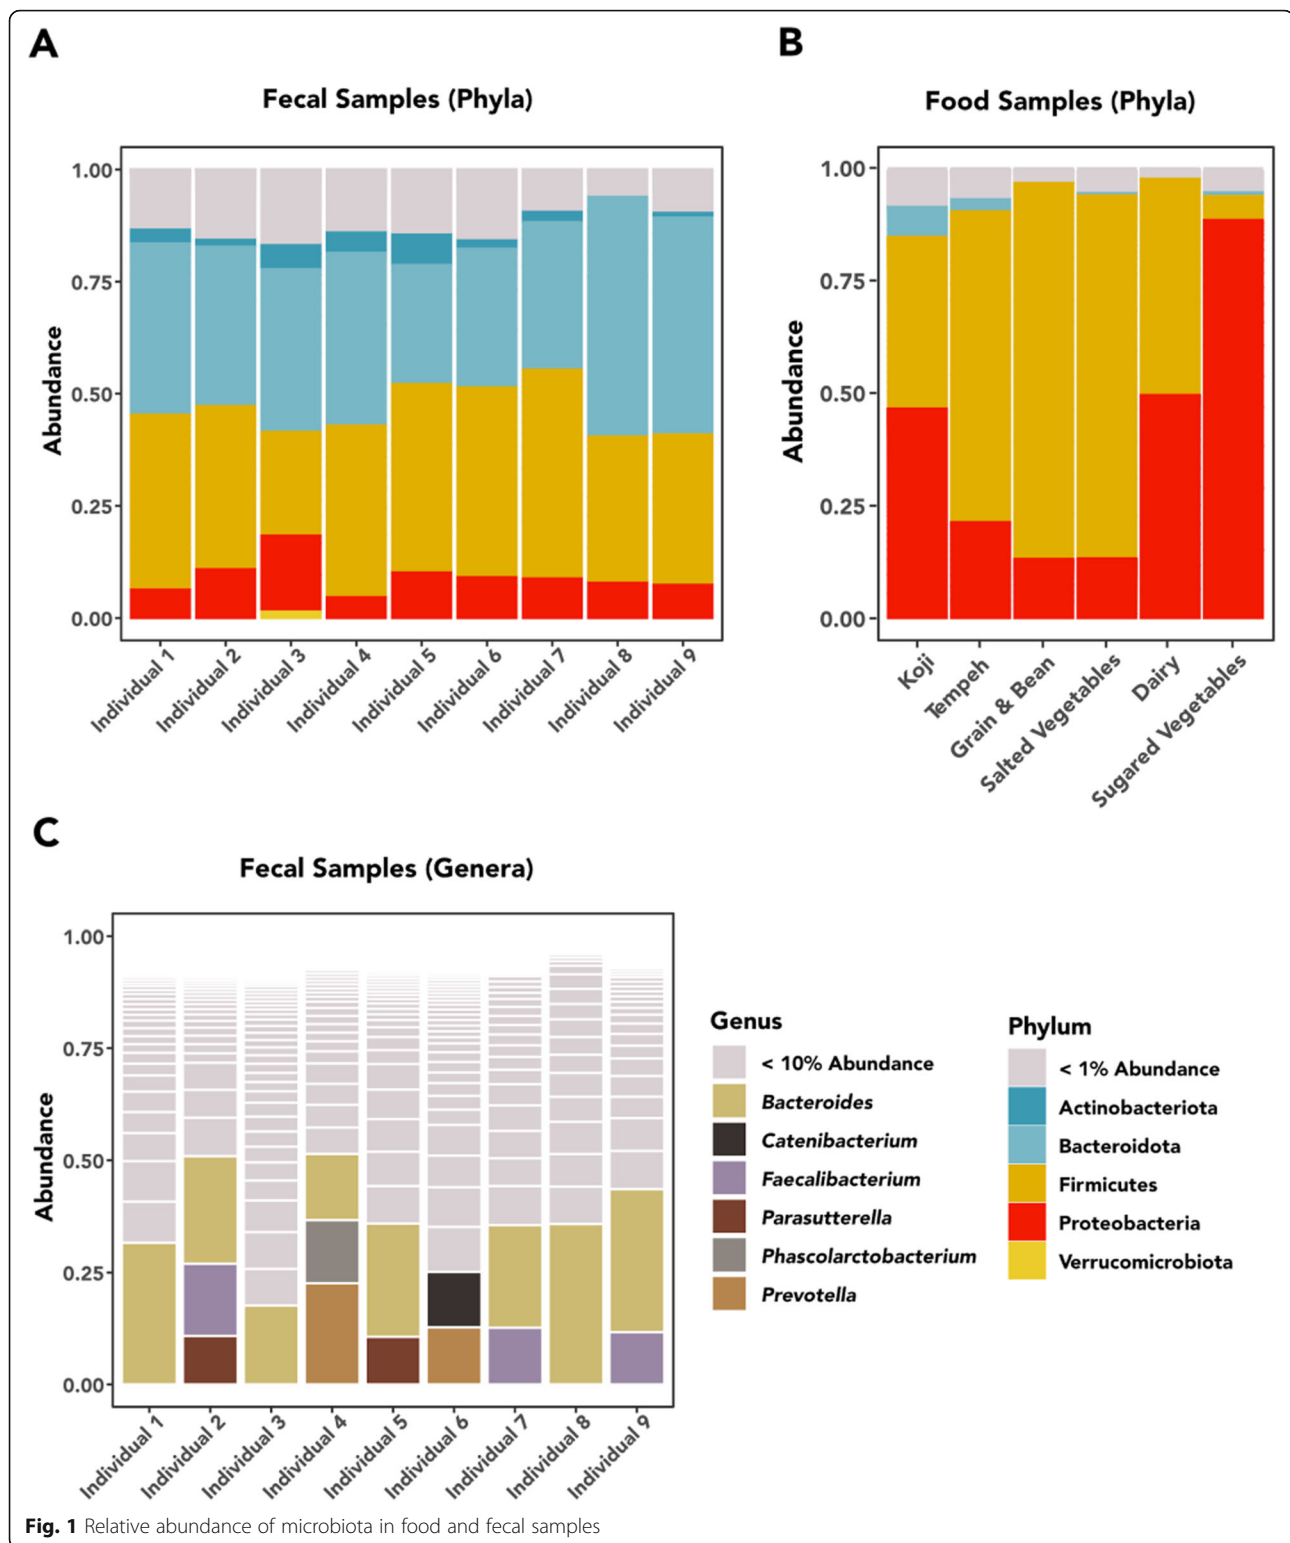 A
Fecal Samples (Phyla)
Abundance
1.00
0.75
0.50
0.25
0.00
Individual 1
Individual 2
Individual 3
Individual 4
Individual 5
Individual 6
Individual 7
Individual 8
Individual 9
B
Food Samples (Phyla)
Abundance
1.00
0.75
0.50
0.25
0.00
Koji
Tempeh
Grain & Bean
Salted Vegetables
Dairy
Sugared Vegetables
C
Fecal Samples (Genera)
Abundance
1.00
0.75
0.50
0.25
0.00
Individual 1
Individual 2
Individual 3
Individual 4
Individual 5
Individual 6
Individual 7
Individual 8
Individual 9
Genus
< 10% Abundance
Bacteroides
Catenibacterium
Faecalibacterium
Parasutterella
Phascolarctobacterium
Prevotella
Phylum
< 1% Abundance
Actinobacteriota
Bacteroidota
Firmicutes
Proteobacteria
Verrucomicrobiota
Fig. 1 Relative abundance of microbiota in food and fecal samples